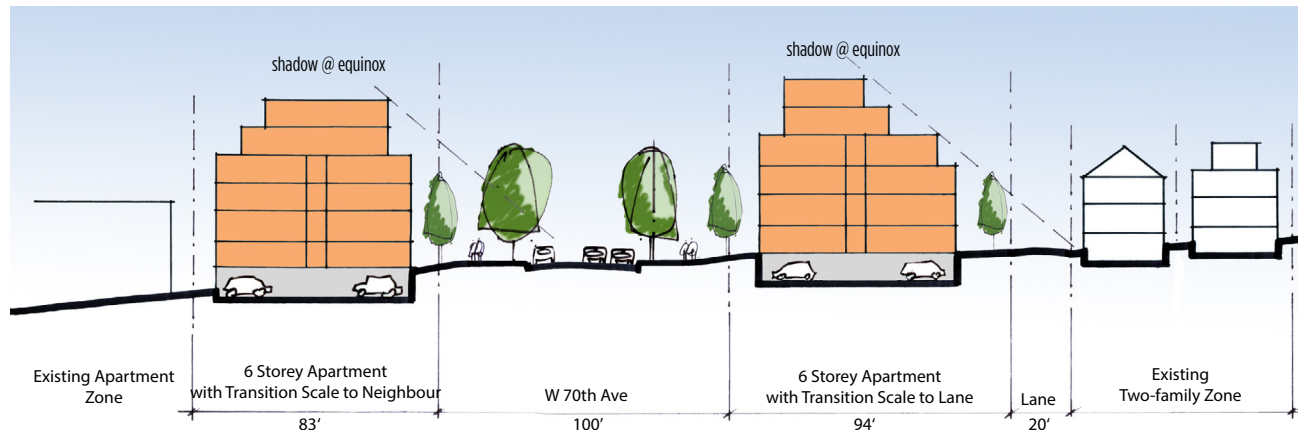 shadow @ equinox
shadow @ equinox
Existing Apartment
Zone
6 Storey Apartment
with Transition Scale to Neighbour
83’
W 70th Ave
100’
6 Storey Apartment
with Transition Scale to Lane
94’
Lane
20’
Existing
Two-family Zone